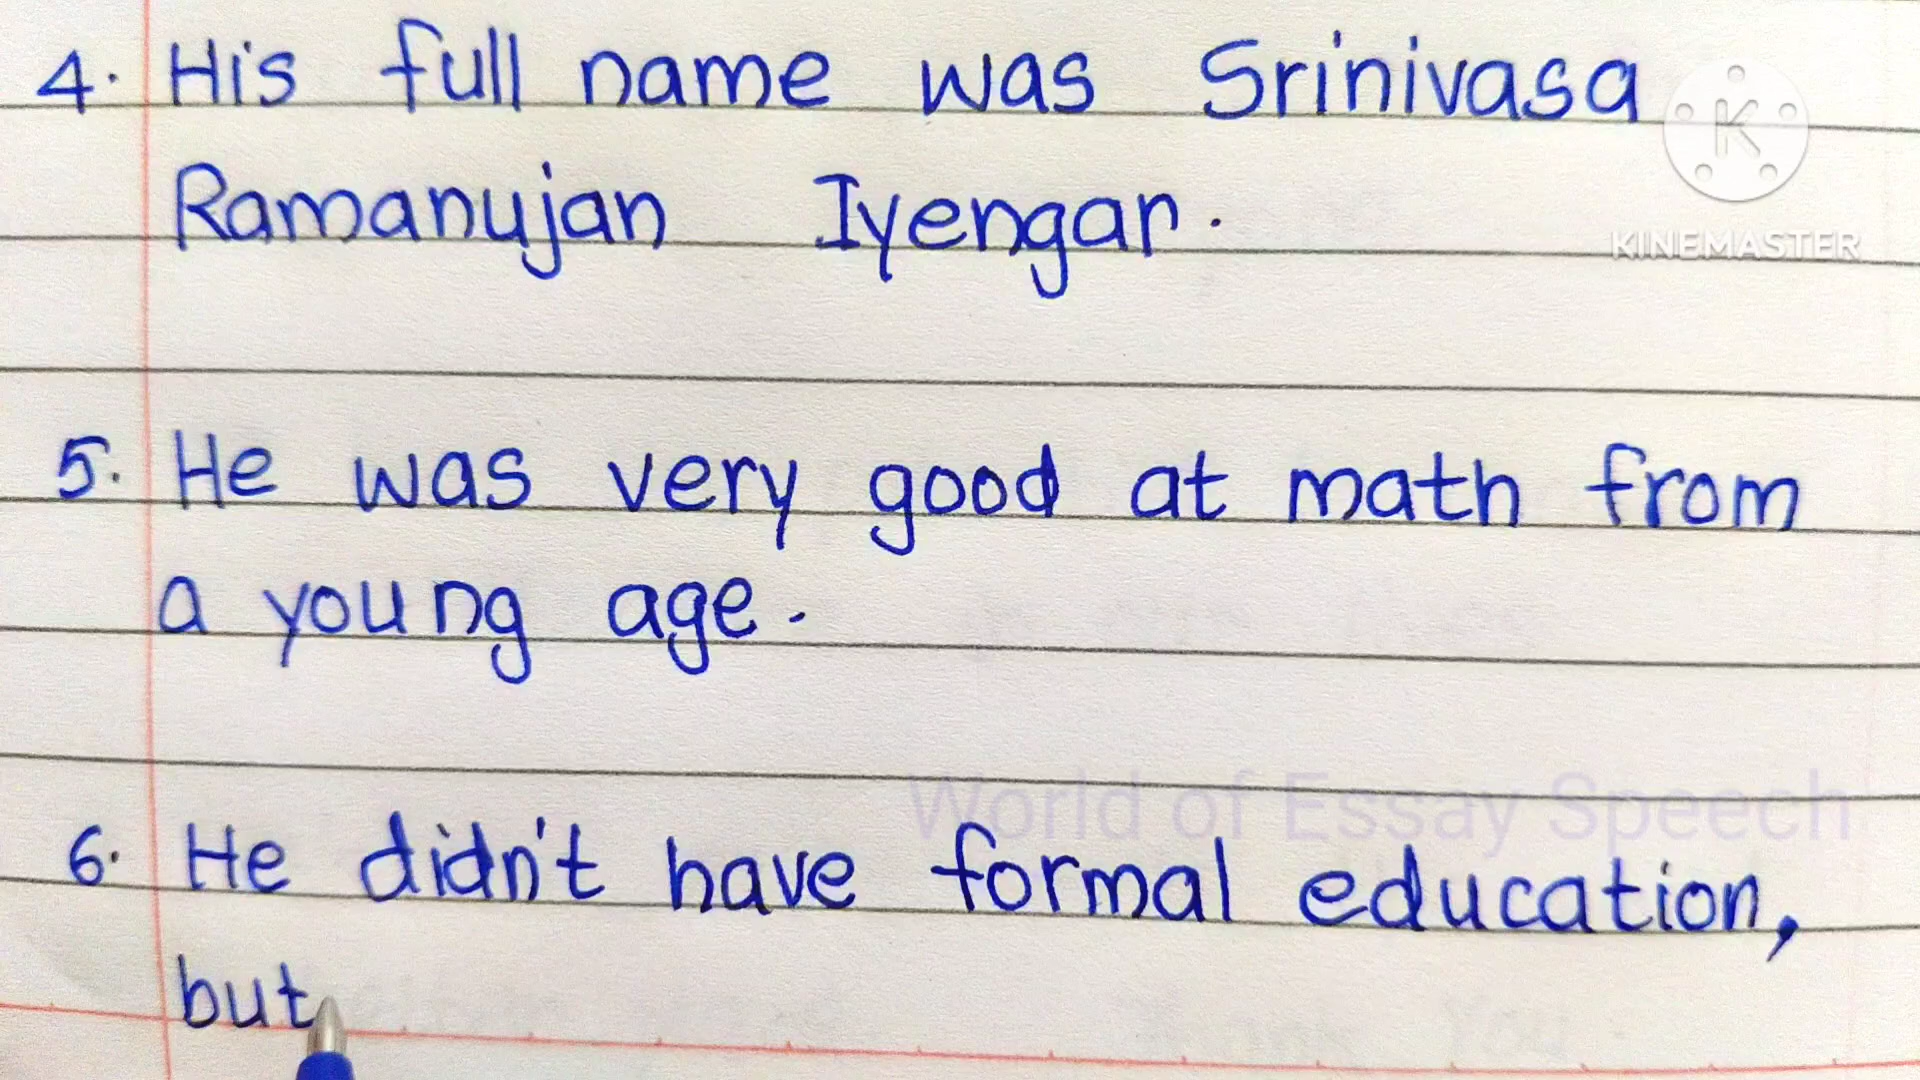 4. His full name was Srinivasa
Ramanujan Iyengar.
KINEMASTER
5. He was very good at math from
a young age.
World of Essay Speech
6. He didn't have formal education,
but